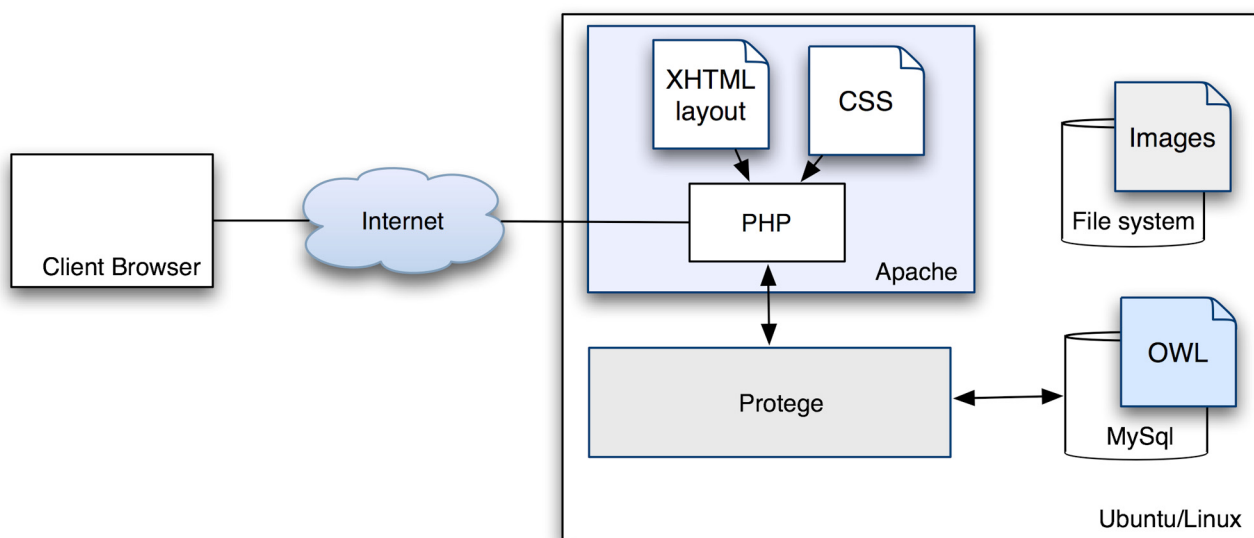 XHTML
layout
CSS
Images
File system
Internet
PHP
Client Browser
Apache
OWL
Protege
MySql
Ubuntu/Linux